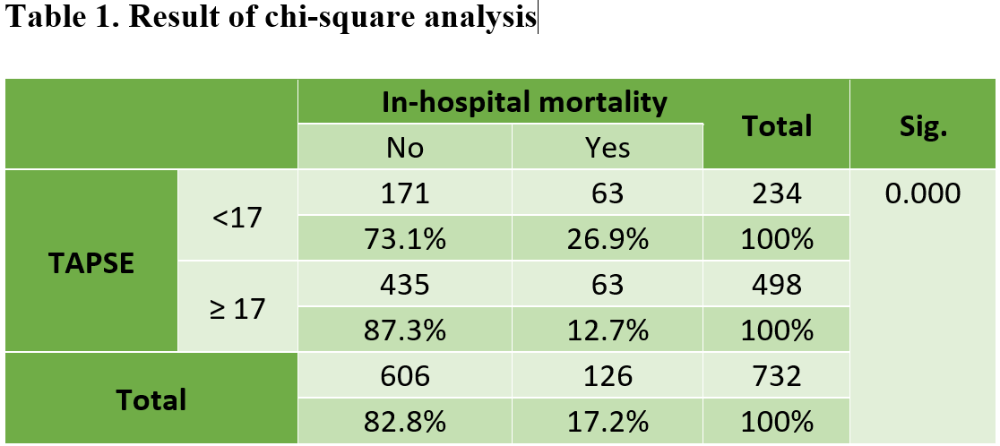 Table 1. Result of chi-square analysis
In-hospital mortality Total Sig.
No Yes
TAPSE <17 171 63 234 0.000
73.1% 26.9% 100%
≥ 17 435 63 498
87.3% 12.7% 100%
Total 606 126 732
82.8% 17.2% 100%